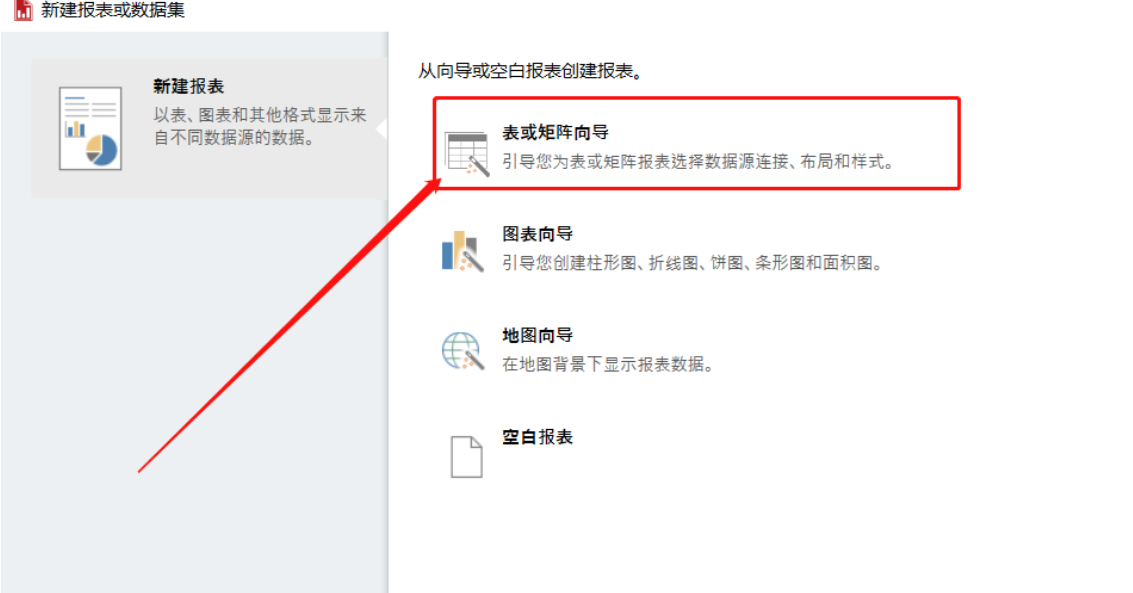 新建报表或数据集
新建报表
以表、图表和其他格式显示来
自不同数据源的数据。
从向导或空白报表创建报表。
表或矩阵向导
引导您为表或矩阵报表选择数据源连接、布局和样式。
图表向导
引导您创建柱形图、折线图、饼图、条形图和面积图。
地图向导
在地图背景下显示报表数据。
空白报表